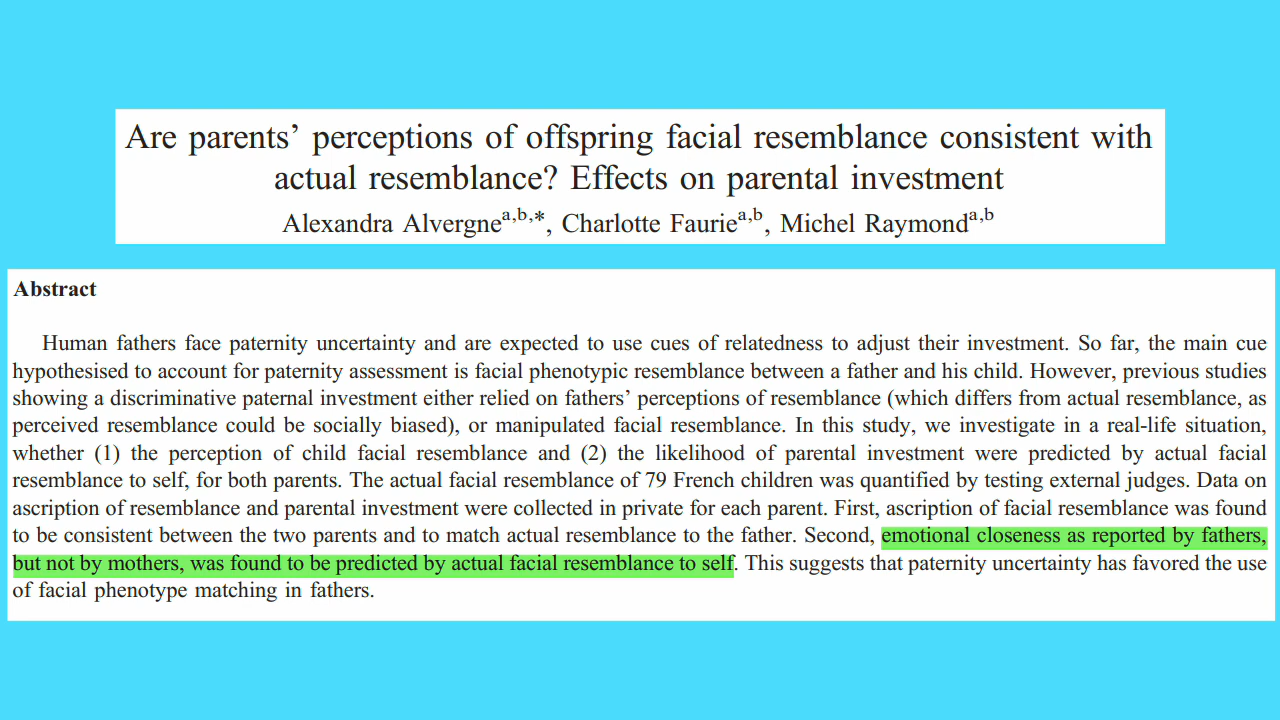 Are parents’ perceptions of offspring facial resemblance consistent with
actual resemblance? Effects on parental investment
Alexandra Alvergneᵃ,ᵇ,*, Charlotte Faurieᵃ,ᵇ, Michel Raymondᵃ,ᵇ
Abstract
Human fathers face paternity uncertainty and are expected to use cues of relatedness to adjust their investment. So far, the main cue
hypothesised to account for paternity assessment is facial phenotypic resemblance between a father and his child. However, previous studies
showing a discriminative paternal investment either relied on fathers’ perceptions of resemblance (which differs from actual resemblance, as
perceived resemblance could be socially biased), or manipulated facial resemblance. In this study, we investigate in a real-life situation,
whether (1) the perception of child facial resemblance and (2) the likelihood of parental investment were predicted by actual facial
resemblance to self, for both parents. The actual facial resemblance of 79 French children was quantified by testing external judges. Data on
ascription of resemblance and parental investment were collected in private for each parent. First, ascription of facial resemblance was found
to be consistent between the two parents and to match actual resemblance to the father. Second, emotional closeness as reported by fathers,
but not by mothers, was found to be predicted by actual facial resemblance to self. This suggests that paternity uncertainty has favored the use
of facial phenotype matching in fathers.